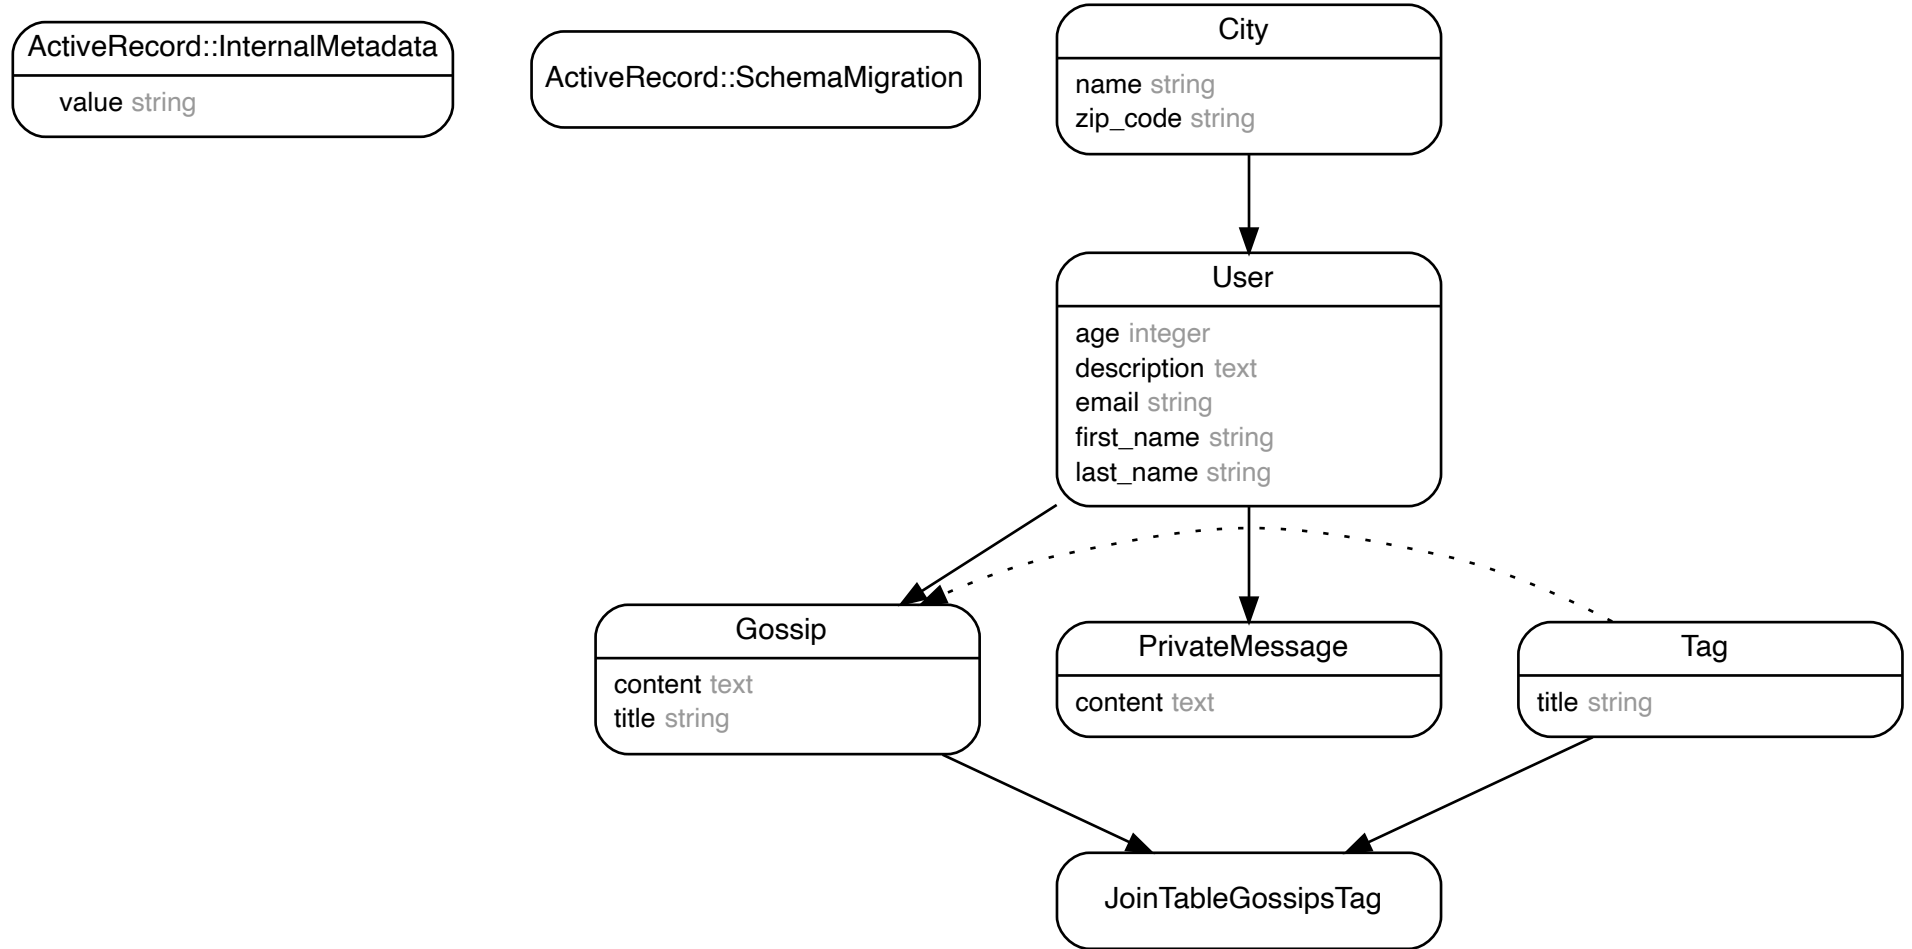 ActiveRecord::InternalMetadata
value string
ActiveRecord::SchemaMigration
City
name string
zip_code string
User
age integer
description text
email string
first_name string
last_name string
Gossip
content text
title string
PrivateMessage
content text
Tag
title string
JoinTableGossipsTag